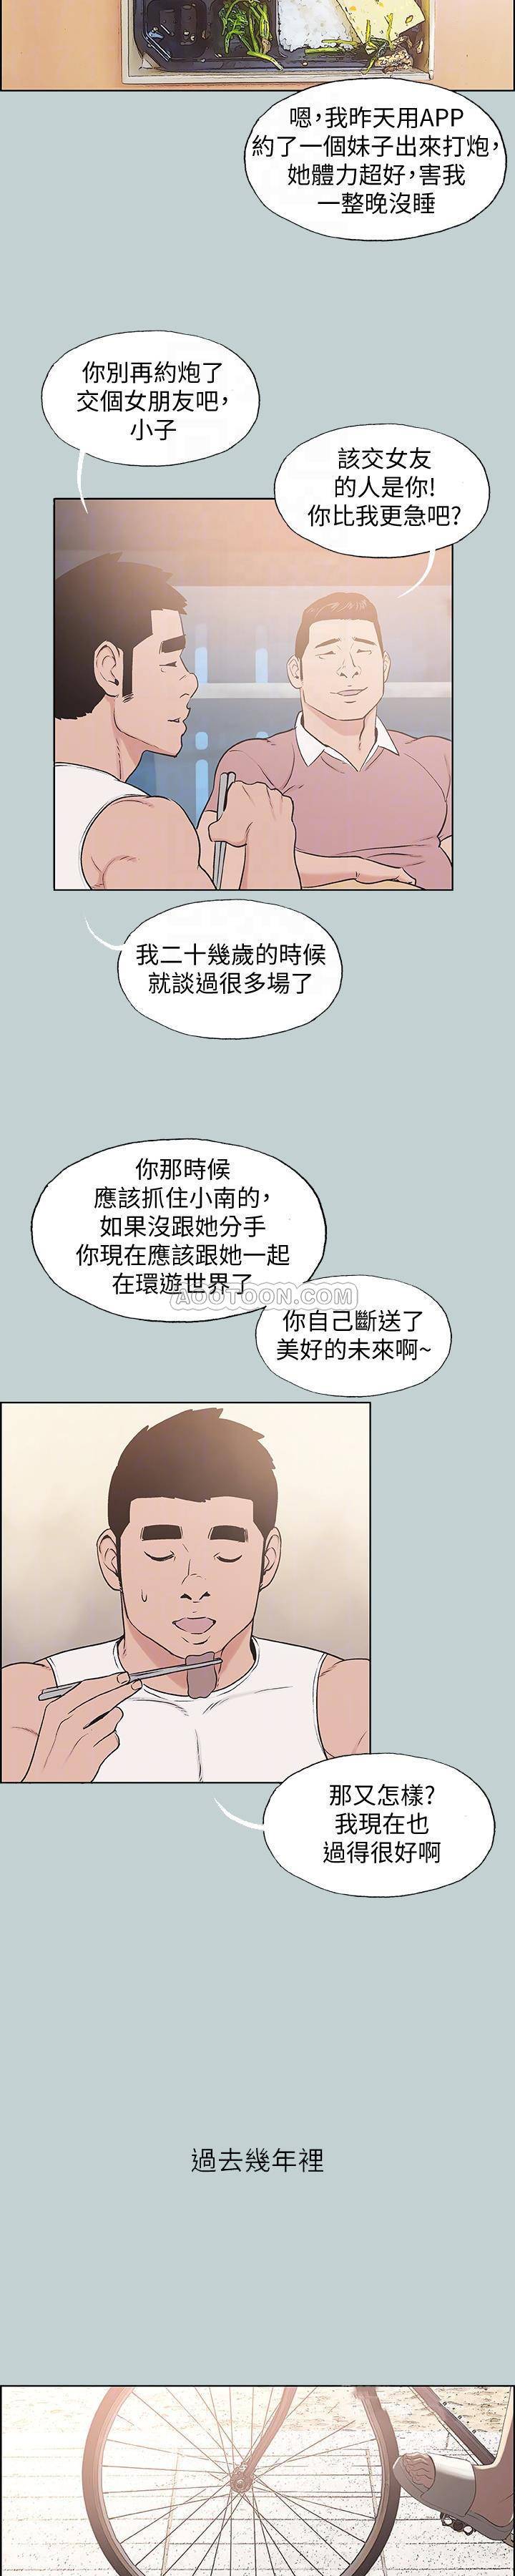 嗯，我昨天用APP
約了一個妹子出來打炮，
她體力超好，害我
一整晚沒睡
你別再約炮了
交個女朋友吧，
小子
該交女友
的人是你!
你比我更急吧?
我二十幾歲的時候
就談過很多場了
你那時候
應該抓住小南的，
如果沒跟她分手
你現在應該跟她一起
在環遊世界了
AOOTOON.COM
你自己斷送了
美好的未來啊~
那又怎樣?
我現在也
過得很好啊
過去幾年裡